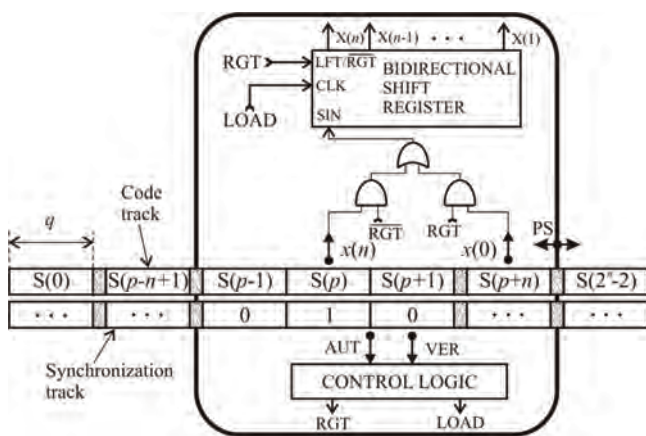 X(n) X(n-1) · · · X(1)
RGT LFT/RGT BIDIRECTIONAL
CLK SHIFT
REGISTER
LOAD SIN
Code
track
q RGT RGT PS
x(n) x(0)
S(0) S(p-n+1) S(p-1) S(p) S(p+1) S(p+n) S(2ⁿ-2)
· · · · · · 0 1 0 · · · · · ·
AUT VER
Synchronization
track
CONTROL LOGIC
RGT LOAD